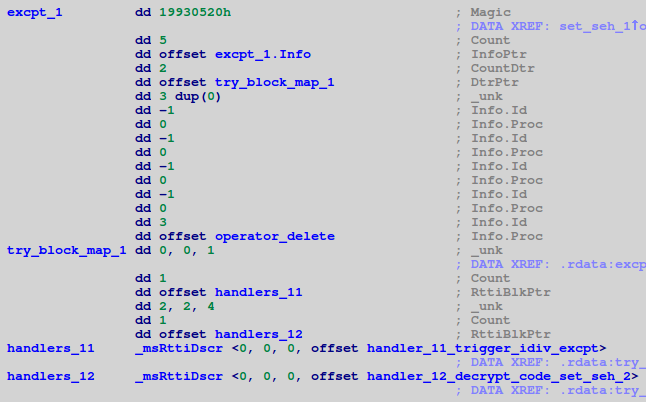 excpt_1 dd 19930520h ; Magic
; DATA XREF: set_seh_1↑o
dd 5 ; Count
dd offset excpt_1.Info ; InfoPtr
dd 2 ; CountDtr
dd offset try_block_map_1 ; DtrPtr
dd 3 dup(0) ; _unk
dd -1 ; Info.Id
dd 0 ; Info.Proc
dd -1 ; Info.Id
dd 0 ; Info.Proc
dd -1 ; Info.Id
dd 0 ; Info.Proc
dd -1 ; Info.Id
dd 0 ; Info.Proc
dd 3 ; Info.Id
dd offset operator_delete ; Info.Proc
try_block_map_1 dd 0, 0, 1 ; _unk
; DATA XREF: .rdata:excp
dd 1 ; Count
dd offset handlers_11 ; RttiBlkPtr
dd 2, 2, 4 ; _unk
dd 1 ; Count
dd offset handlers_12 ; RttiBlkPtr
handlers_11 _msRttiDscr <0, 0, 0, offset handler_11_trigger_idiv_excpt>
; DATA XREF: .rdata:try_
handlers_12 _msRttiDscr <0, 0, 0, offset handler_12_decrypt_code_set_seh_2>
; DATA XREF: .rdata:try_